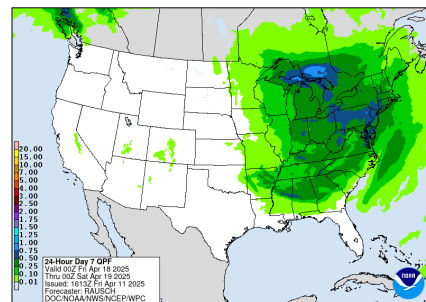 20.00
15.00
10.00
7.00
5.00
4.00
3.00
2.50
2.00
1.75
1.50
1.25
1.00
0.75
0.50
0.25
0.10
0.01
24-Hour Day 7 QPF
Valid 00Z Fri Apr 18 2025
Thru 00Z Sat Apr 19 2025
Issued: 1613Z Fri Apr 11 2025
Forecaster: RAUSCH
DOC/NOAA/NWS/NCEP/WPC
NOAA